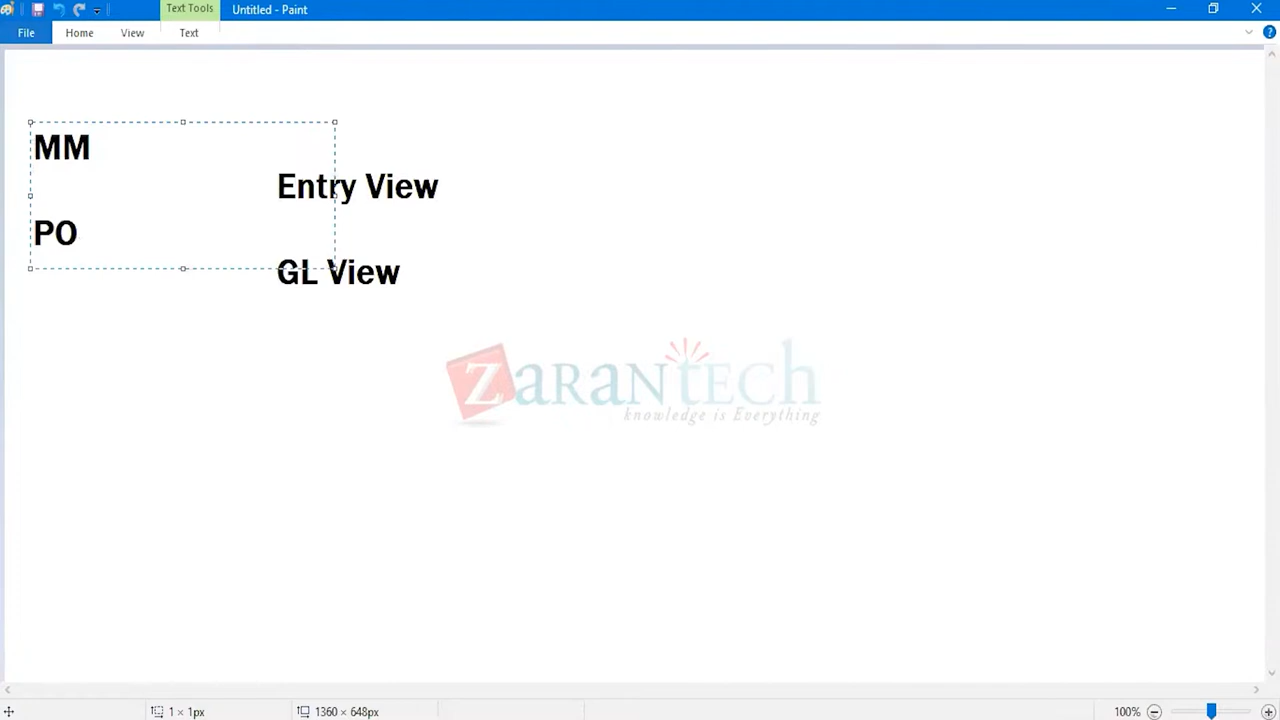 Text Tools
Untitled - Paint
File Home View Text
MM
Entry View
PO
GL View
ZaranTech
knowledge is Everything
1 × 1px
1360 × 648px
100%